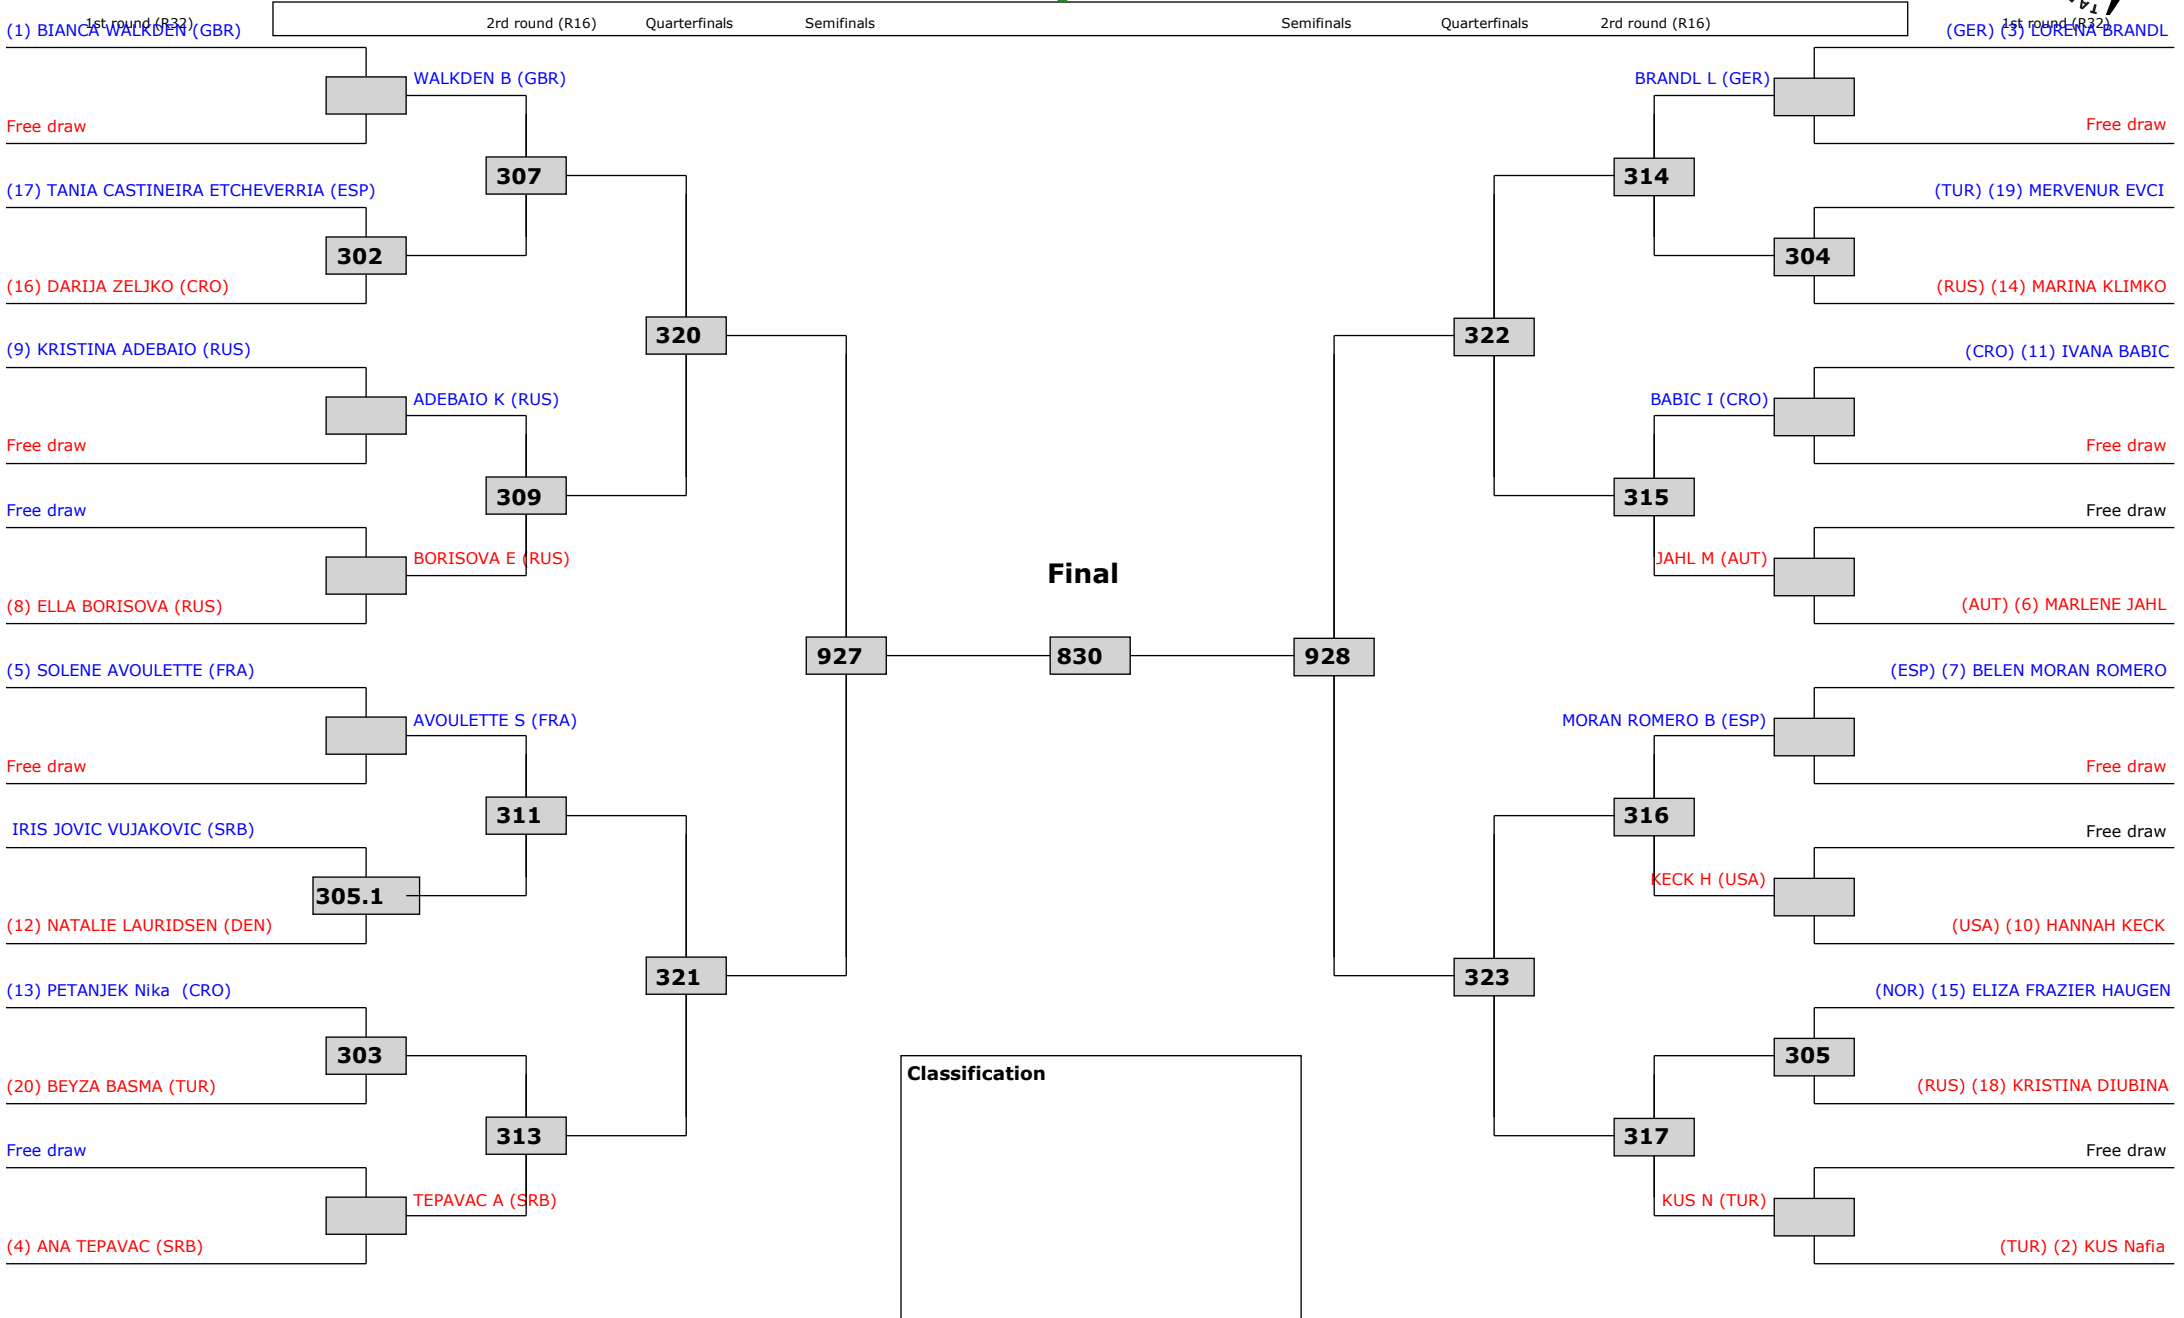 1st round (R32)
2rd round (R16)
Quarterfinals
Semifinals
Semifinals
Quarterfinals
2rd round (R16)
1st round (R32)
(1) BIANCA WALKDEN (GBR)
WALKDEN B (GBR)
Free draw
307
(17) TANIA CASTINEIRA ETCHEVERRIA (ESP)
302
(16) DARIJA ZELJKO (CRO)
320
(9) KRISTINA ADEBAIO (RUS)
ADEBAIO K (RUS)
Free draw
309
Free draw
BORISOVA E (RUS)
(8) ELLA BORISOVA (RUS)
927
(5) SOLENE AVOULETTE (FRA)
AVOULETTE S (FRA)
Free draw
311
IRIS JOVIC VUJAKOVIC (SRB)
305.1
(12) NATALIE LAURIDSEN (DEN)
321
(13) PETANJEK Nika (CRO)
303
(20) BEYZA BASMA (TUR)
313
Free draw
TEPAVAC A (SRB)
(4) ANA TEPAVAC (SRB)
Final
830
Classification
(GER) (3) LORENA BRANDL
BRANDL L (GER)
Free draw
314
(TUR) (19) MERVENUR EVCI
304
(RUS) (14) MARINA KLIMKO
322
(CRO) (11) IVANA BABIC
BABIC I (CRO)
Free draw
315
Free draw
JAHL M (AUT)
(AUT) (6) MARLENE JAHL
928
(ESP) (7) BELEN MORAN ROMERO
MORAN ROMERO B (ESP)
Free draw
316
Free draw
KECK H (USA)
(USA) (10) HANNAH KECK
323
(NOR) (15) ELIZA FRAZIER HAUGEN
305
(RUS) (18) KRISTINA DIUBINA
317
Free draw
KUS N (TUR)
(TUR) (2) KUS Nafia